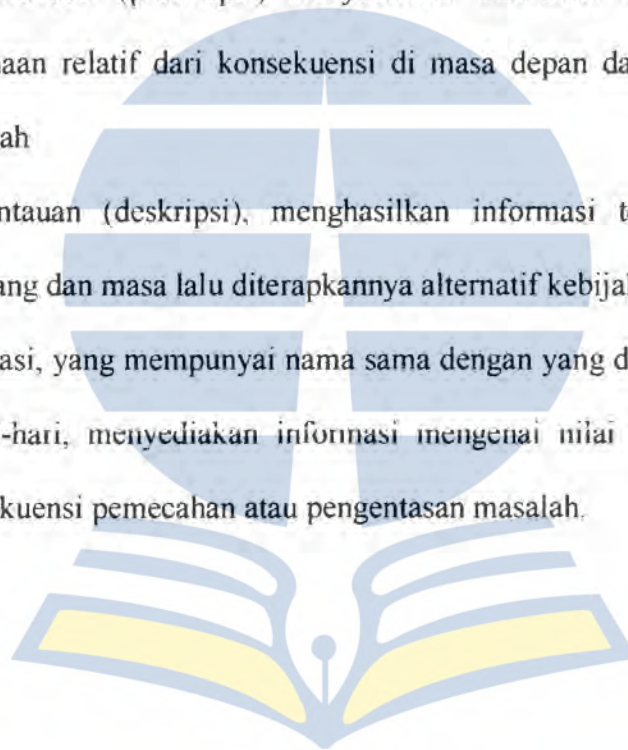 naan relatif dari konsekuensi di masa depan da
ah
ntauan (deskripsi), menghasilkan informasi t
ang dan masa lalu diterapkannya alternatif kebija
asi, yang mempunyai nama sama dengan yang d
-hari, menyediakan informasi mengenai nilai
kuensi pemecahan atau pengentasan masalah.